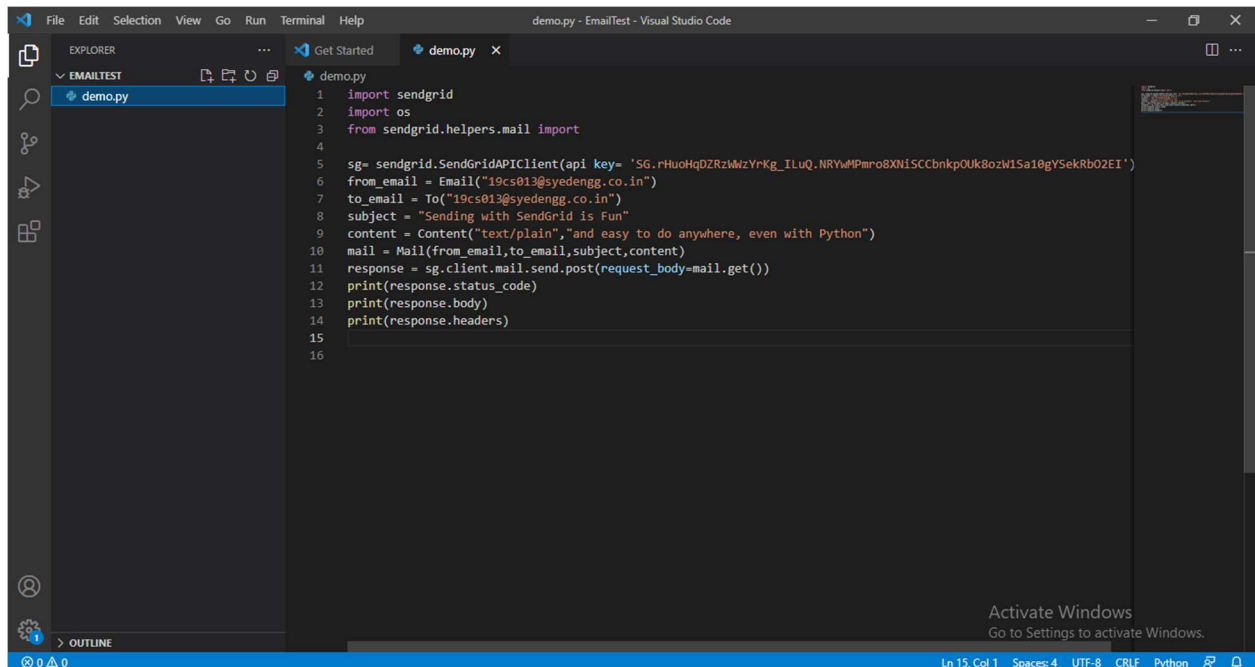 File Edit Selection View Go Run Terminal Help
demo.py - EmailTest - Visual Studio Code
EXPLORER
EMAILTEST
demo.py
OUTLINE
Get Started
demo.py
demo.py
1 import sendgrid
2 import os
3 from sendgrid.helpers.mail import
4
5 sg= sendgrid.SendGridAPIClient(api key= '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')
6 from_email = Email("19cs013@syedengg.co.in")
7 to_email = To("19cs013@syedengg.co.in")
8 subject = "Sending with SendGrid is Fun"
9 content = Content("text/plain","and easy to do anywhere, even with Python")
10 mail = Mail(from_email,to_email,subject,content)
11 response = sg.client.mail.send.post(request_body=mail.get())
12 print(response.status_code)
13 print(response.body)
14 print(response.headers)
15
16
Activate Windows
Go to Settings to activate Windows.
1
0 0
Ln 15, Col 1 Spaces: 4 UTF-8 CRLF Python